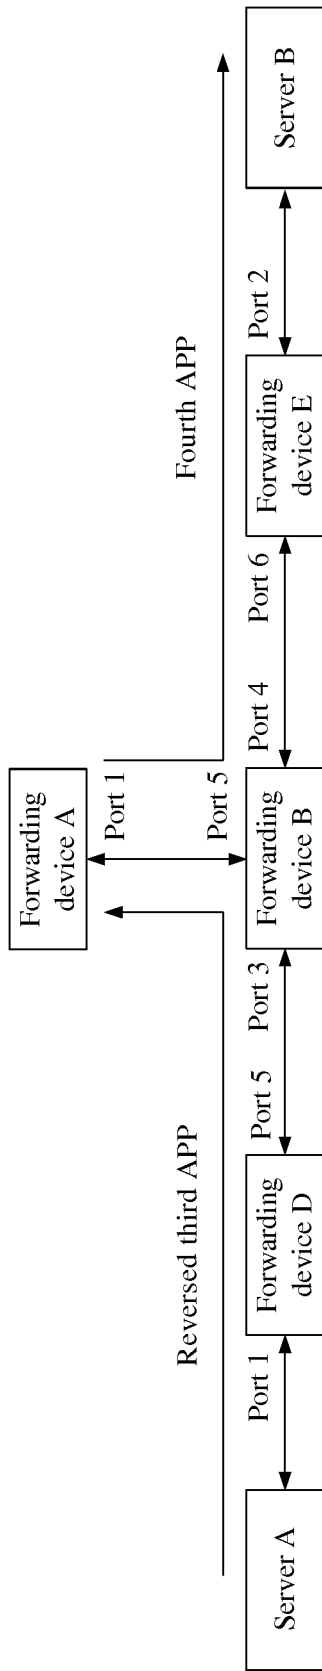 Forwarding
device A
Port 1
Reversed third APP
Fourth APP
Port 5
Server A
Port 1
Forwarding
device D
Port 5
Port 3
Forwarding
device B
Port 4
Port 6
Forwarding
device E
Port 2
Server B